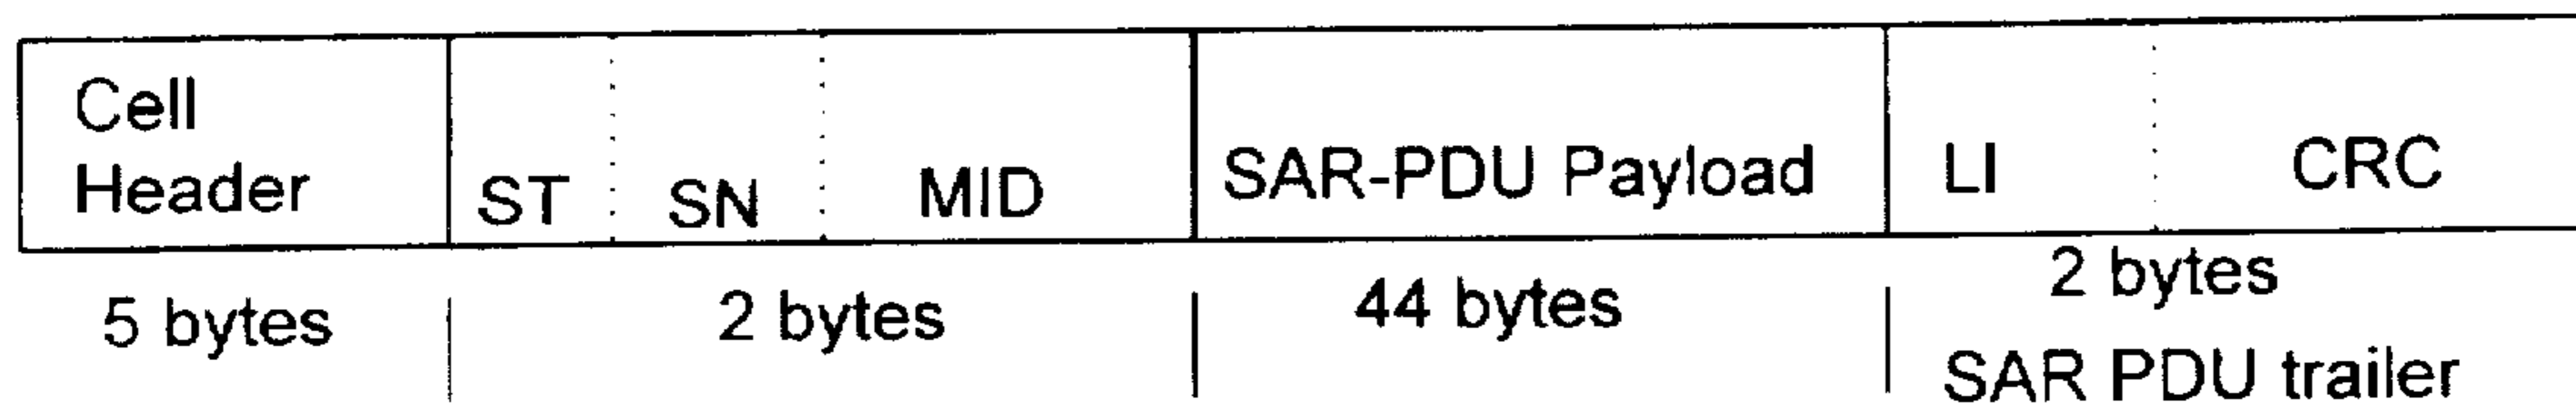 Cell
Header
ST
SN
MID
SAR-PDU Payload
LI
CRC
5 bytes
2 bytes
44 bytes
2 bytes
SAR PDU trailer